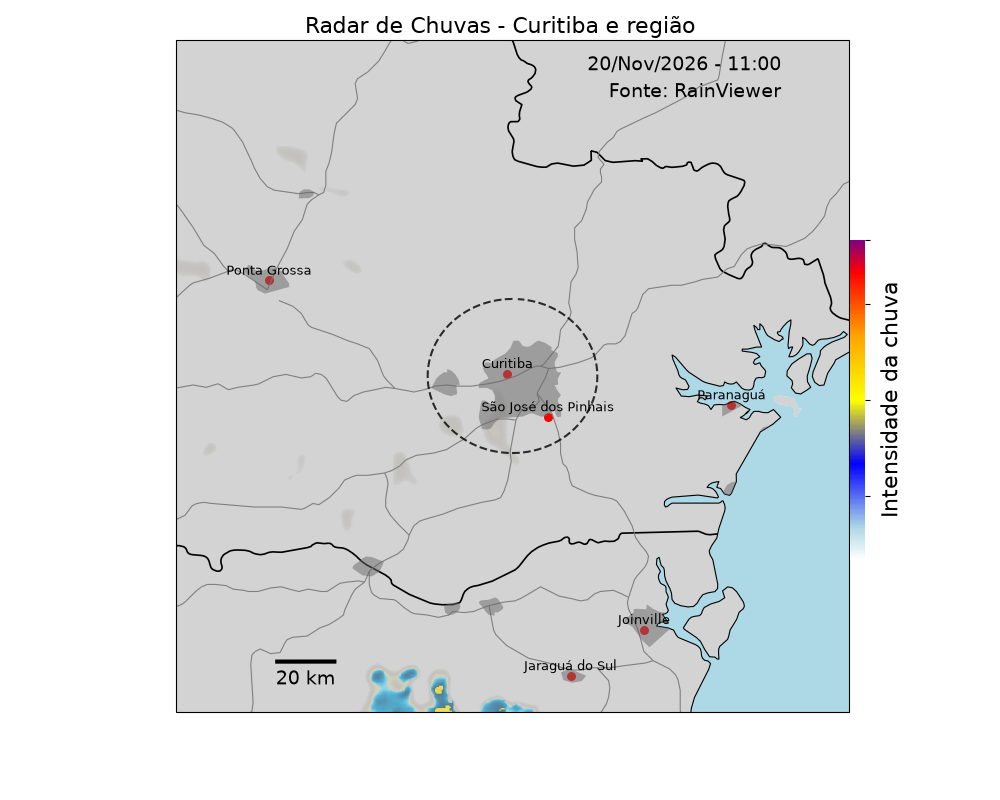 Radar de Chuvas - Curitiba e região
20/Nov/2026 - 11:00
Fonte: RainViewer
Ponta Grossa
Curitiba
Paranaguá
São José dos Pinhais
Intensidade da chuva
Joinville
Jaraguá do Sul
20 km